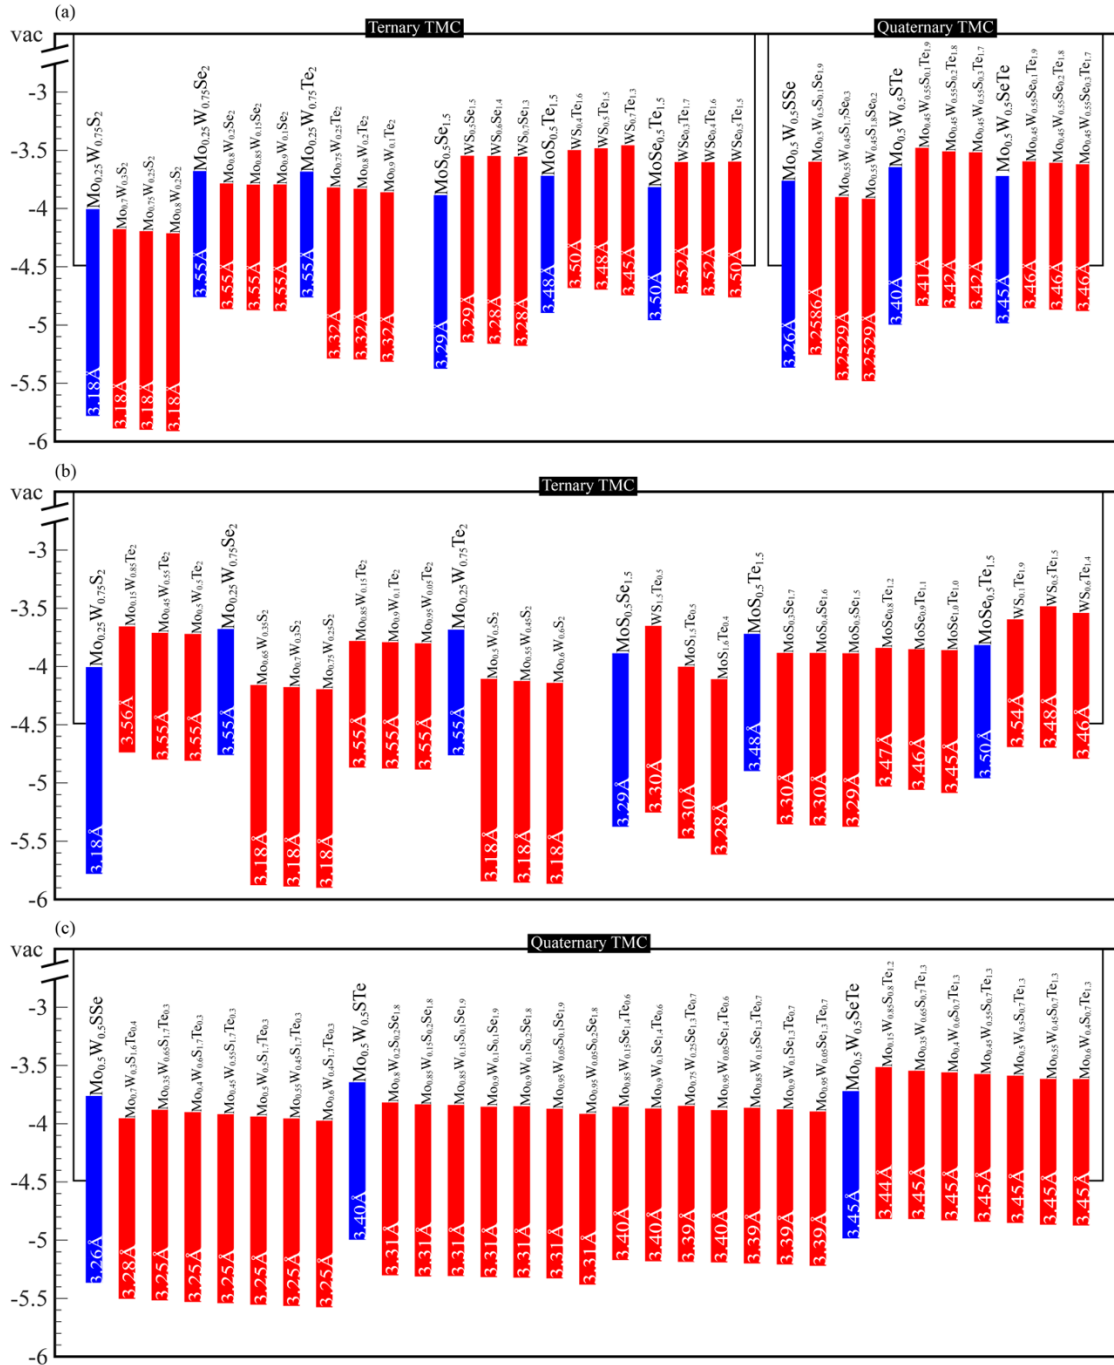 (a)
Ternary TMC
Quaternary TMC
vac
-3
-3.5
-4
-4.5
-5
-5.5
-6
Mo0.25W0.75S2
3.18Å
Mo0.7W0.3S2
3.18Å
Mo0.75W0.25S2
3.18Å
Mo0.8W0.2S2
3.18Å
Mo0.25W0.75Se2
3.55Å
Mo0.8W0.2Se2
3.55Å
Mo0.85W0.15Se2
3.55Å
Mo0.9W0.1Se2
3.55Å
Mo0.25W0.75Te2
3.55Å
Mo0.75W0.25Te2
3.32Å
Mo0.8W0.2Te2
3.32Å
Mo0.9W0.1Te2
3.32Å
MoS0.5Se1.5
3.29Å
WS0.5Se1.5
3.29Å
WS0.6Se1.4
3.28Å
WS0.7Se1.3
3.28Å
MoS0.5Te1.5
3.48Å
WS0.4Te1.6
3.50Å
WS0.5Te1.5
3.48Å
WS0.7Te1.3
3.45Å
MoSe0.5Te1.5
3.50Å
WSe0.3Te1.7
3.52Å
WSe0.4Te1.6
3.52Å
WSe0.5Te1.5
3.50Å
Mo0.5W0.5SSe
3.26Å
Mo0.5W0.5S0.1Se1.9
3.2586Å
Mo0.55W0.45S1.7Se0.3
3.2529Å
Mo0.55W0.45S1.8Se0.2
3.2529Å
Mo0.5W0.5STe
3.40Å
Mo0.45W0.55S0.1Te1.9
3.41Å
Mo0.45W0.55S0.2Te1.8
3.42Å
Mo0.45W0.55S0.3Te1.7
3.42Å
Mo0.5W0.5SeTe
3.45Å
Mo0.45W0.55Se0.1Te1.9
3.46Å
Mo0.45W0.55Se0.2Te1.8
3.46Å
Mo0.45W0.55Se0.3Te1.7
3.46Å
(b)
Ternary TMC
vac
-3
-3.5
-4
-4.5
-5
-5.5
-6
Mo0.25W0.75S2
3.18Å
Mo0.15W0.85Te2
3.56Å
Mo0.45W0.55Te2
3.55Å
Mo0.5W0.5Te2
3.55Å
Mo0.25W0.75Se2
3.55Å
Mo0.65W0.35S2
3.18Å
Mo0.7W0.3S2
3.18Å
Mo0.75W0.25S2
3.18Å
Mo0.85W0.15Te2
3.55Å
Mo0.9W0.1Te2
3.55Å
Mo0.95W0.05Te2
3.55Å
Mo0.25W0.75Te2
3.55Å
Mo0.5W0.5S2
3.18Å
Mo0.55W0.45S2
3.18Å
Mo0.6W0.6S2
3.18Å
MoS0.5Se1.5
3.29Å
WS1.5Te0.5
3.30Å
MoS1.5Te0.5
3.30Å
MoS1.6Te0.4
3.28Å
MoS0.5Te1.5
3.48Å
MoS0.3Se1.7
3.30Å
MoS0.4Se1.6
3.30Å
MoS0.5Se1.5
3.29Å
MoSe0.8Te1.2
3.47Å
MoSe0.9Te1.1
3.46Å
MoSe1.0Te1.0
3.45Å
MoSe0.5Te1.5
3.50Å
WS0.1Te1.9
3.54Å
WS0.5Te1.5
3.48Å
WS0.6Te1.4
3.46Å
(c)
Quaternary TMC
vac
-3
-3.5
-4
-4.5
-5
-5.5
-6
Mo0.5W0.5SSe
3.26Å
Mo0.7W0.3S1.6Te0.4
3.28Å
Mo0.35W0.65S1.7Te0.3
3.25Å
Mo0.4W0.6S1.7Te0.3
3.25Å
Mo0.45W0.55S1.7Te0.3
3.25Å
Mo0.5W0.5S1.7Te0.3
3.25Å
Mo0.55W0.45S1.7Te0.3
3.25Å
Mo0.6W0.4S1.7Te0.3
3.25Å
Mo0.5W0.5STe
3.40Å
Mo0.8W0.2S0.2Se1.8
3.31Å
Mo0.85W0.15S0.2Se1.8
3.31Å
Mo0.85W0.15S0.1Se1.9
3.31Å
Mo0.9W0.1S0.1Se1.9
3.31Å
Mo0.9W0.1S0.2Se1.8
3.31Å
Mo0.95W0.05S0.1Se1.9
3.31Å
Mo0.95W0.05S0.2Se1.8
3.31Å
Mo0.85W0.15Se1.4Te0.6
3.40Å
Mo0.9W0.1Se1.4Te0.6
3.40Å
Mo0.75W0.25Se1.3Te0.7
3.39Å
Mo0.95W0.05Se1.4Te0.6
3.40Å
Mo0.85W0.15Se1.3Te0.7
3.39Å
Mo0.9W0.1Se1.3Te0.7
3.39Å
Mo0.95W0.05Se1.3Te0.7
3.39Å
Mo0.5W0.5SeTe
3.45Å
Mo0.15W0.85S0.8Te1.2
3.44Å
Mo0.35W0.65S0.7Te1.3
3.45Å
Mo0.4W0.6S0.7Te1.3
3.45Å
Mo0.45W0.55S0.7Te1.3
3.45Å
Mo0.5W0.5S0.7Te1.3
3.45Å
Mo0.55W0.45S0.7Te1.3
3.45Å
Mo0.6W0.4S0.7Te1.3
3.45Å